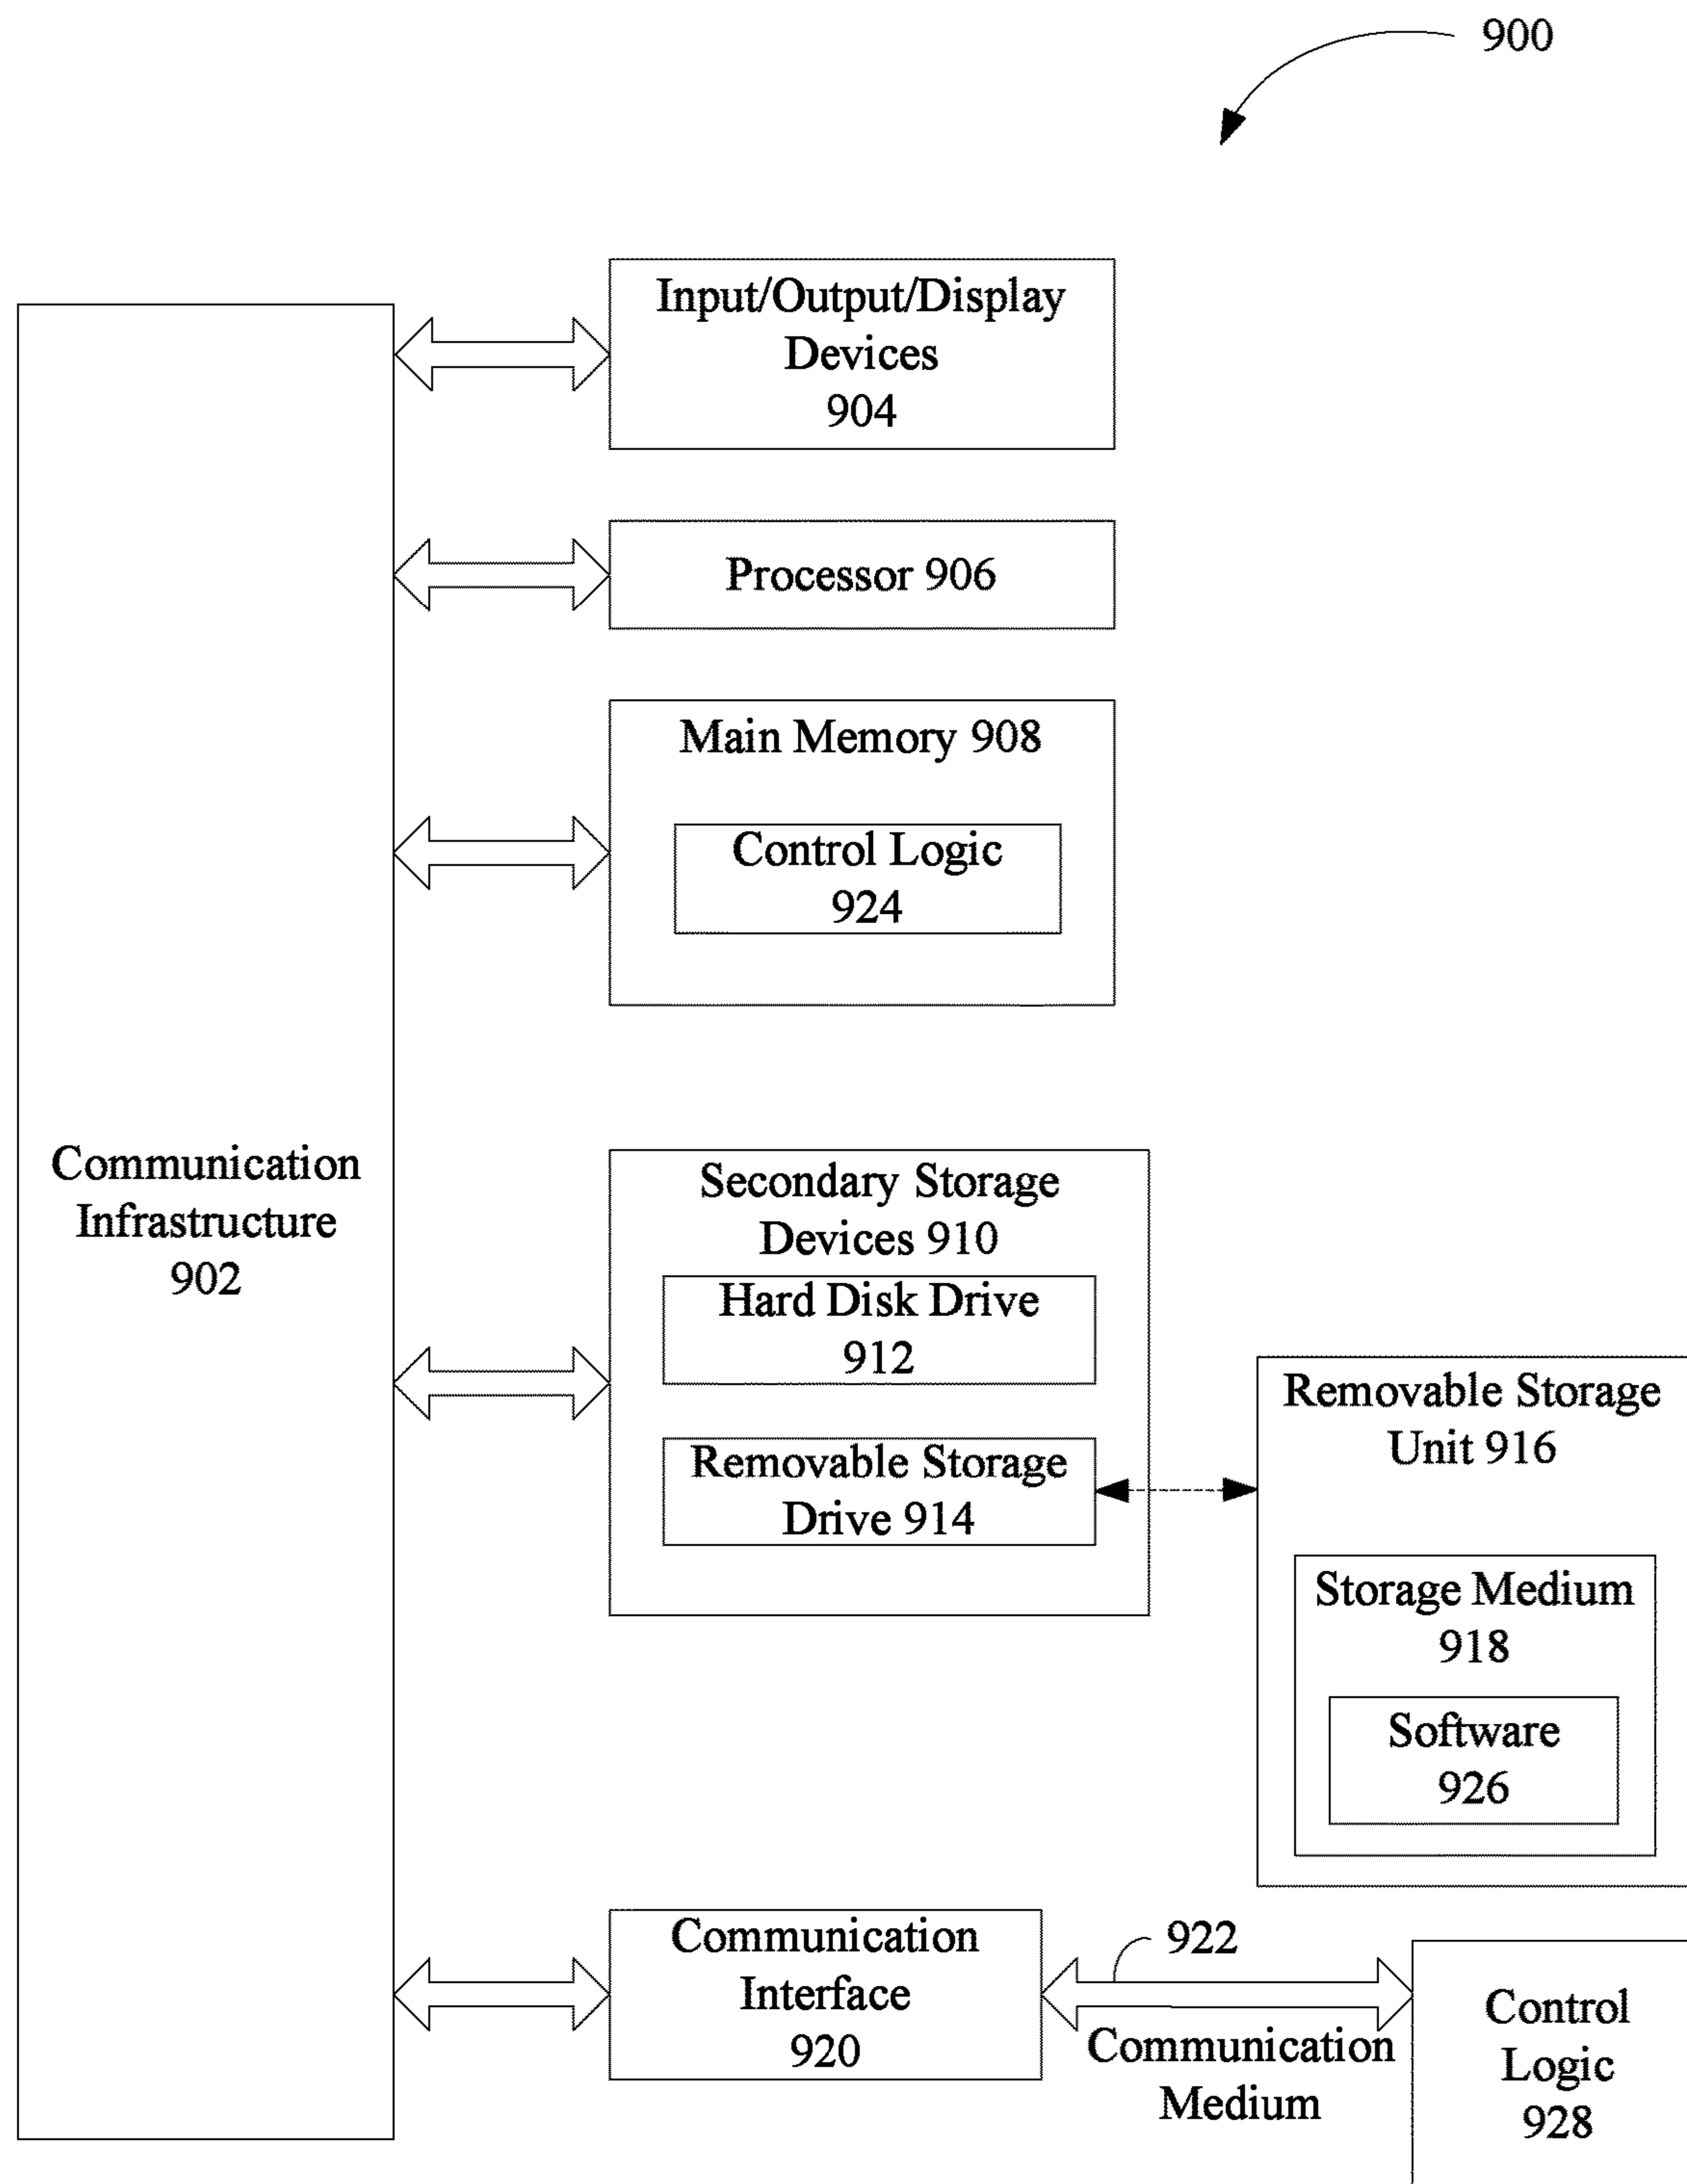 900
Input/Output/Display
Devices
904
Processor 906
Main Memory 908
Control Logic
924
Communication
Infrastructure
902
Secondary Storage
Devices 910
Hard Disk Drive
912
Removable Storage
Drive 914
Removable Storage
Unit 916
Storage Medium
918
Software
926
Communication
Interface
920
922
Communication
Medium
Control
Logic
928